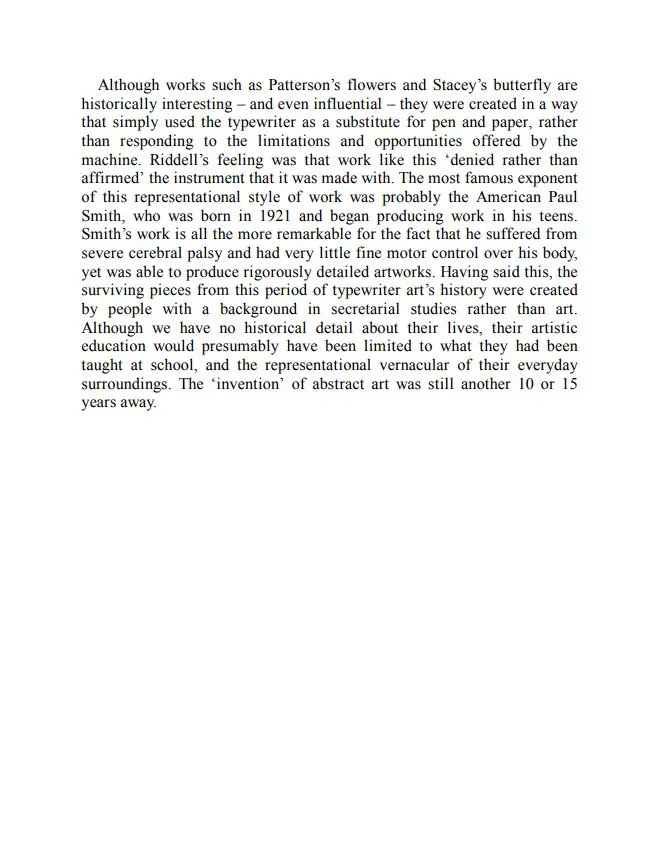 Although works such as Patterson’s flowers and Stacey’s butterfly are
historically interesting – and even influential – they were created in a way
that simply used the typewriter as a substitute for pen and paper, rather
than responding to the limitations and opportunities offered by the
machine. Riddell’s feeling was that work like this ‘denied rather than
affirmed’ the instrument that it was made with. The most famous exponent
of this representational style of work was probably the American Paul
Smith, who was born in 1921 and began producing work in his teens.
Smith’s work is all the more remarkable for the fact that he suffered from
severe cerebral palsy and had very little fine motor control over his body,
yet was able to produce rigorously detailed artworks. Having said this, the
surviving pieces from this period of typewriter art’s history were created
by people with a background in secretarial studies rather than art.
Although we have no historical detail about their lives, their artistic
education would presumably have been limited to what they had been
taught at school, and the representational vernacular of their everyday
surroundings. The ‘invention’ of abstract art was still another 10 or 15
years away.